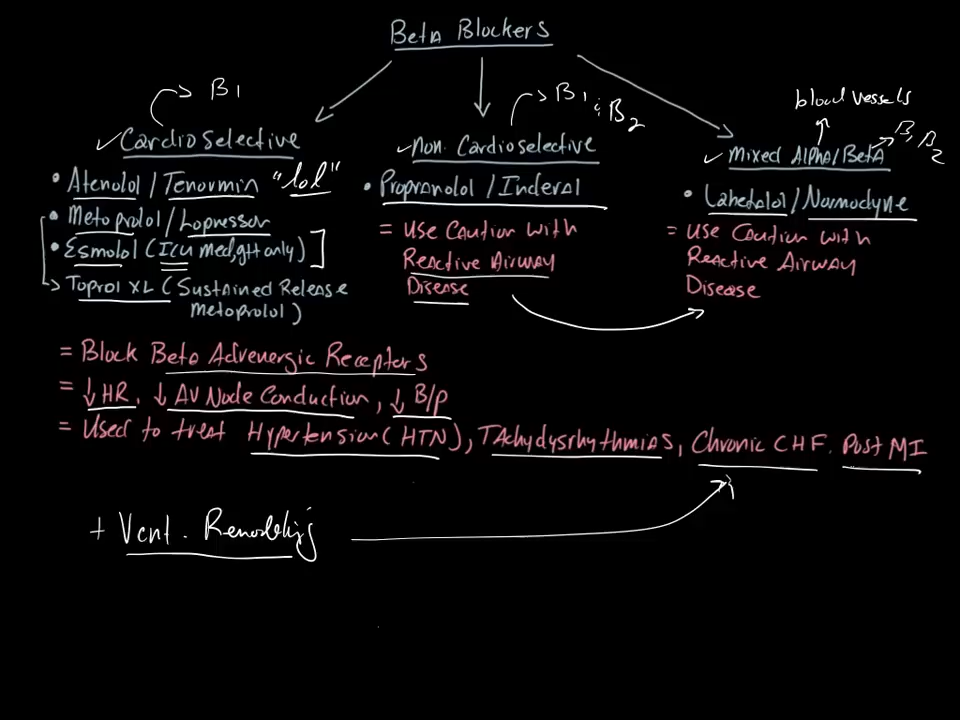 Beta Blockers
→ B1
Cardioselective
• Atenolol / Tenormin "lol"
• Metoprolol / Lopressor
• Esmolol (ICU Med, gtt only)
Toprol XL (Sustained Release
Metoprolol)
→ B1 & B2
Non Cardioselective
• Propranolol / Inderal
= Use Caution with
Reactive Airway
Disease
blood vessels
B1 B2
Mixed Alpha/Beta
• Labetalol / Normodyne
= Use Caution with
Reactive Airway
Disease
= Block Beta Adrenergic Receptors
= ↓ HR, ↓ AV Node Conduction, ↓ B/P
= Used to treat Hypertension (HTN), Tachydysrhythmias, Chronic CHF. Post MI
+ Vent. Remodeling